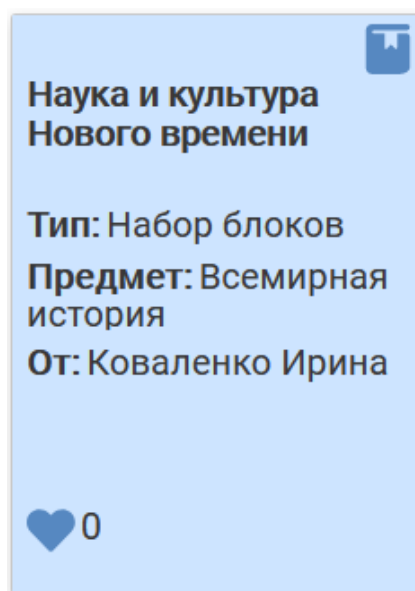 Наука и культура
Нового времени
Тип: Набор блоков
Предмет: Всемирная
история
От: Коваленко Ирина
0